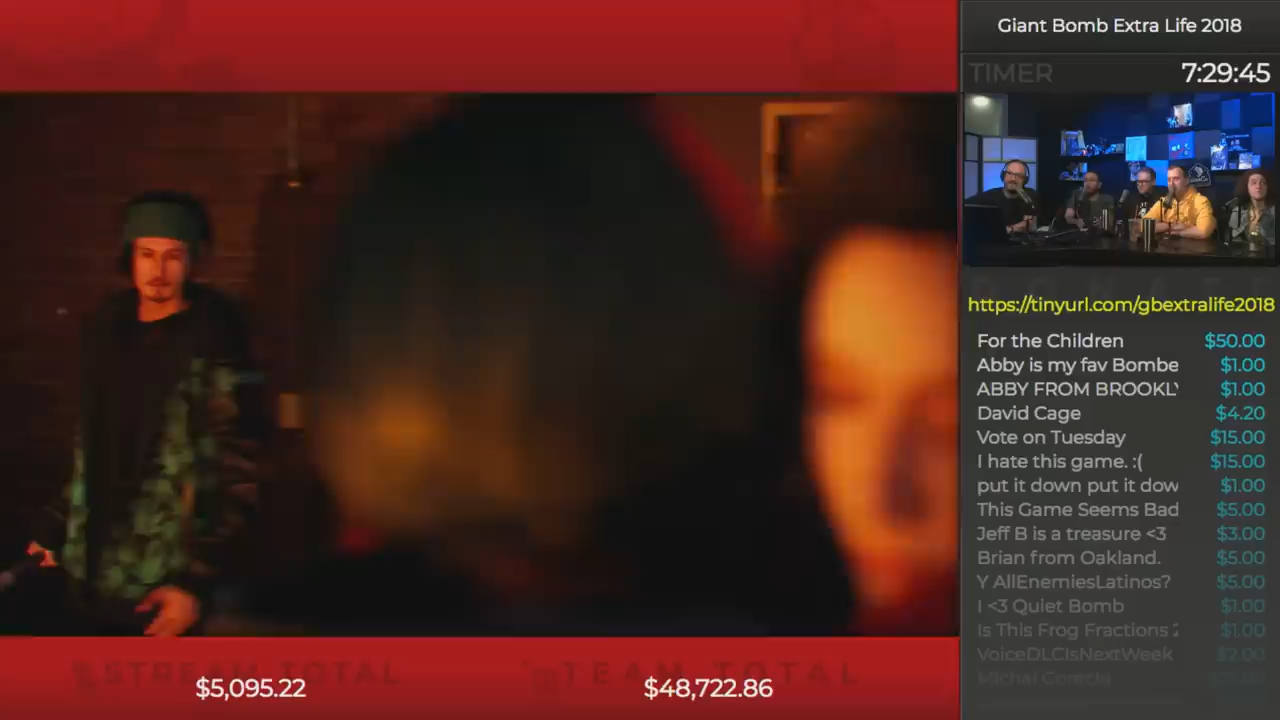 Giant Bomb Extra Life 2018
TIMER 7:29:45
https://tinyurl.com/gbextralife2018
For the Children $50.00
Abby is my fav Bombe $1.00
ABBY FROM BROOKLY $1.00
David Cage $4.20
Vote on Tuesday $15.00
I hate this game. :( $15.00
put it down put it dow $1.00
This Game Seems Bad $5.00
Jeff B is a treasure <3 $3.00
Brian from Oakland. $5.00
Y AllEnemiesLatinos? $5.00
I <3 Quiet Bomb $1.00
Is This Frog Fractions $1.00
VoiceDLCIsNextWeek $2.00
STREAM TOTAL TEAM TOTAL
$5,095.22 $48,722.86